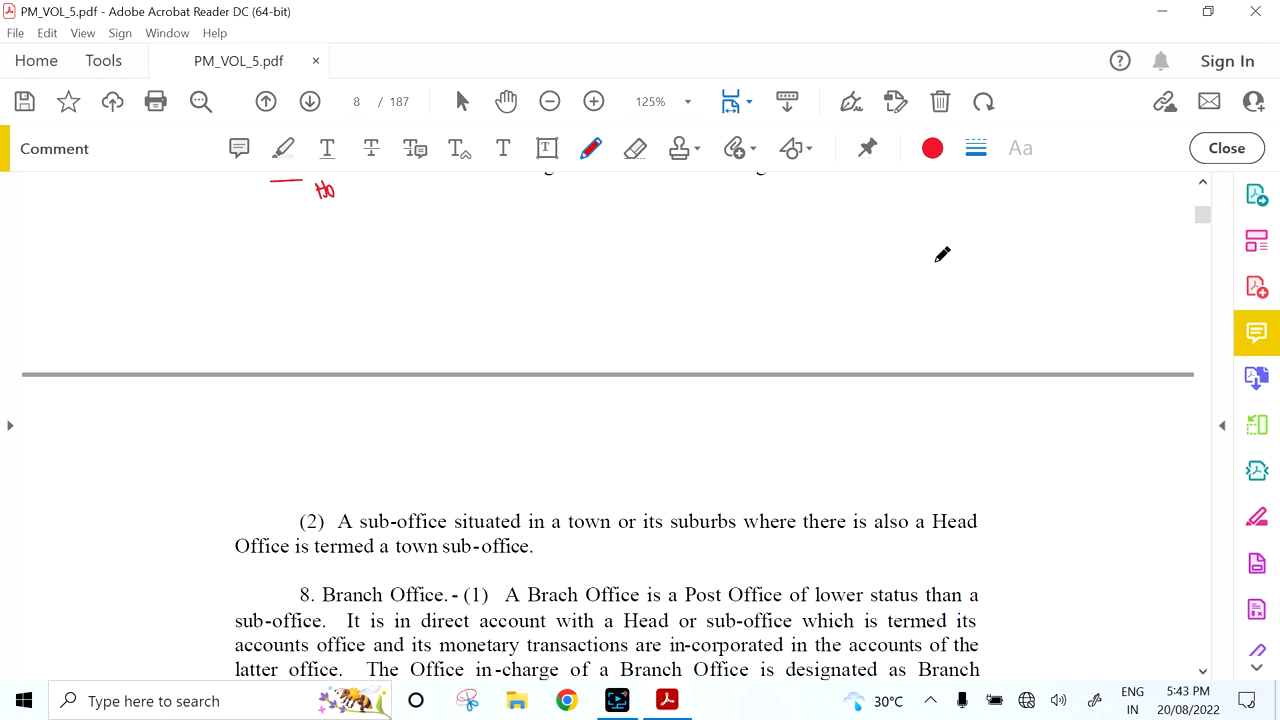 PM_VOL_5.pdf - Adobe Acrobat Reader DC (64-bit)
File Edit View Sign Window Help
Home Tools PM_VOL_5.pdf × Sign In
8 / 187 125%
Comment Aa Close
Ho
(2) A sub-office situated in a town or its suburbs where there is also a Head
Office is termed a town sub-office.
8. Branch Office.- (1) A Brach Office is a Post Office of lower status than a
sub-office. It is in direct account with a Head or sub-office which is termed its
accounts office and its monetary transactions are in-corporated in the accounts of the
latter office. The Office in-charge of a Branch Office is designated as Branch
Type here to search 30°C ENG 5:43 PM
IN 20/08/2022